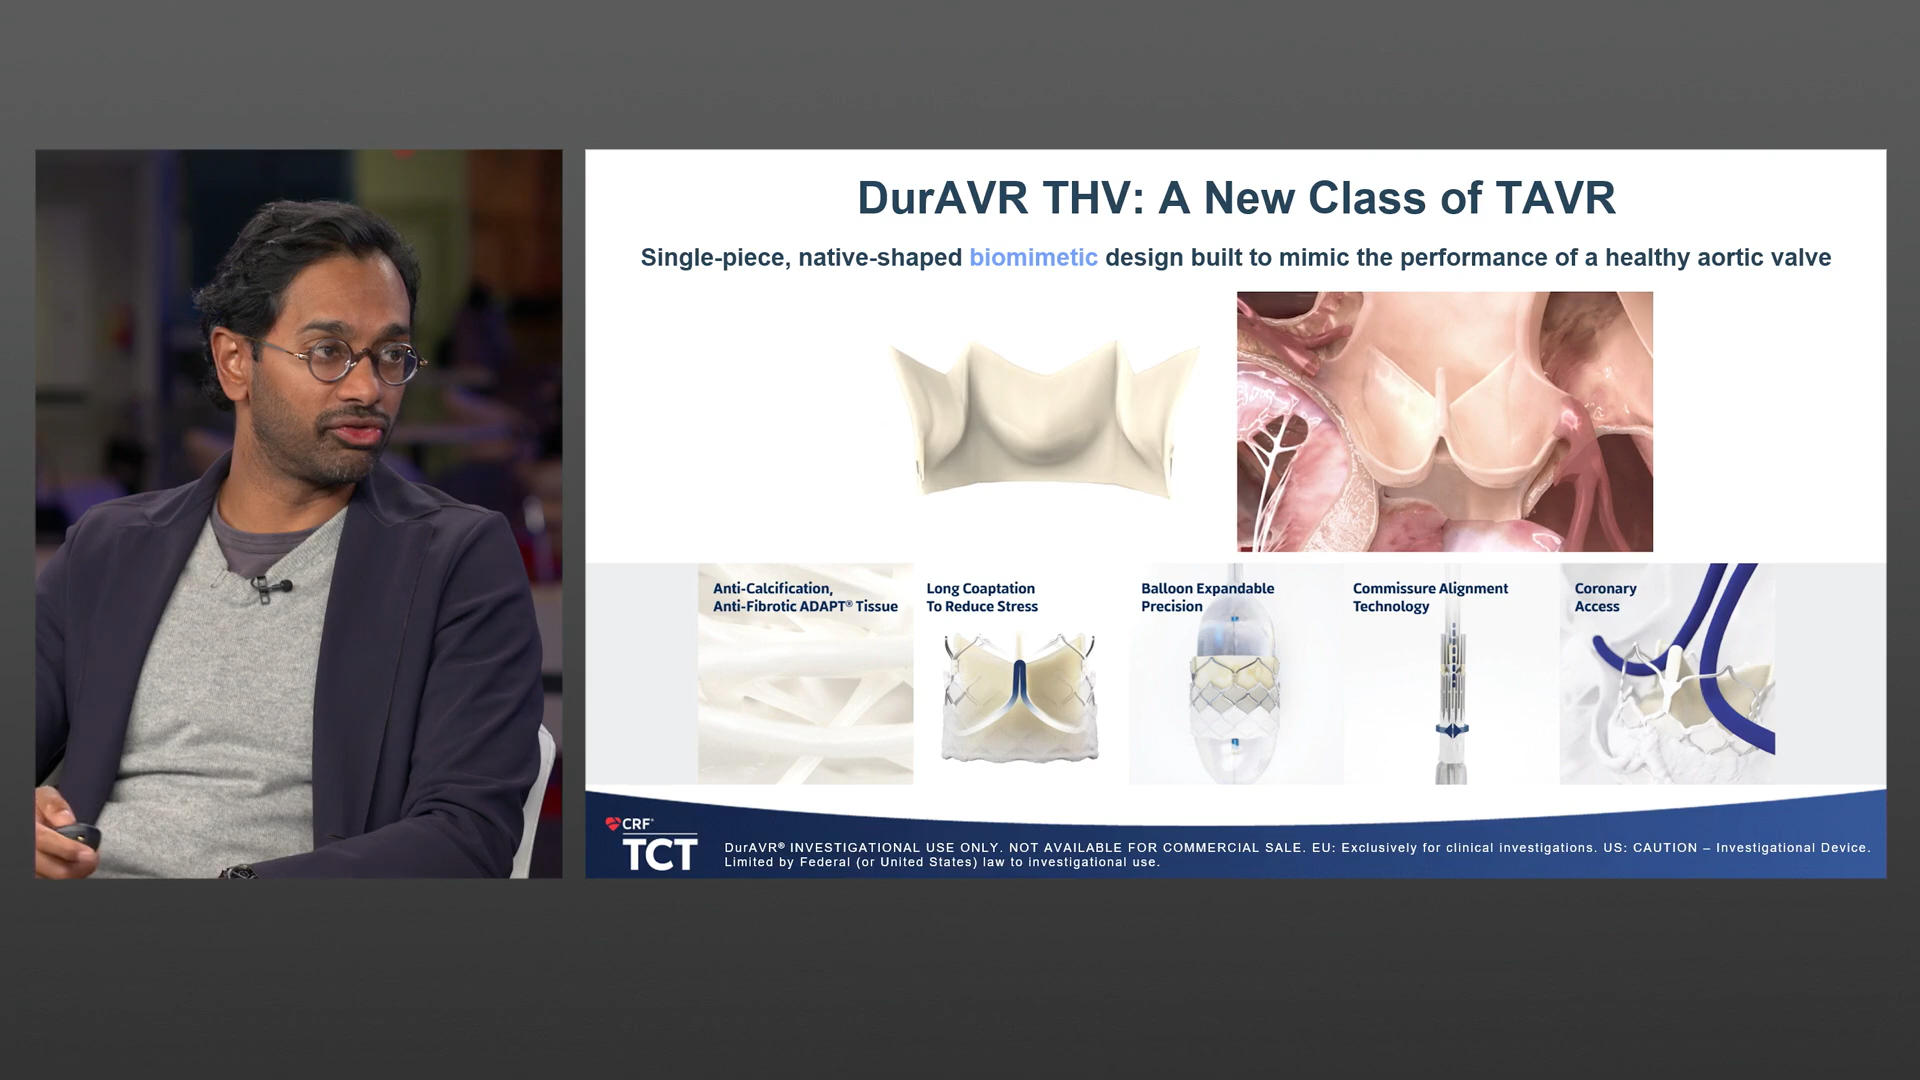 DurAVR THV: A New Class of TAVR
Single-piece, native-shaped biomimetic design built to mimic the performance of a healthy aortic valve
Anti-Calcification,
Anti-Fibrotic ADAPT® Tissue
Long Coaptation
To Reduce Stress
Balloon Expandable
Precision
Commissure Alignment
Technology
Coronary
Access
CRF®
TCT
DurAVR® INVESTIGATIONAL USE ONLY. NOT AVAILABLE FOR COMMERCIAL SALE. EU: Exclusively for clinical investigations. US: CAUTION – Investigational Device.
Limited by Federal (or United States) law to investigational use.